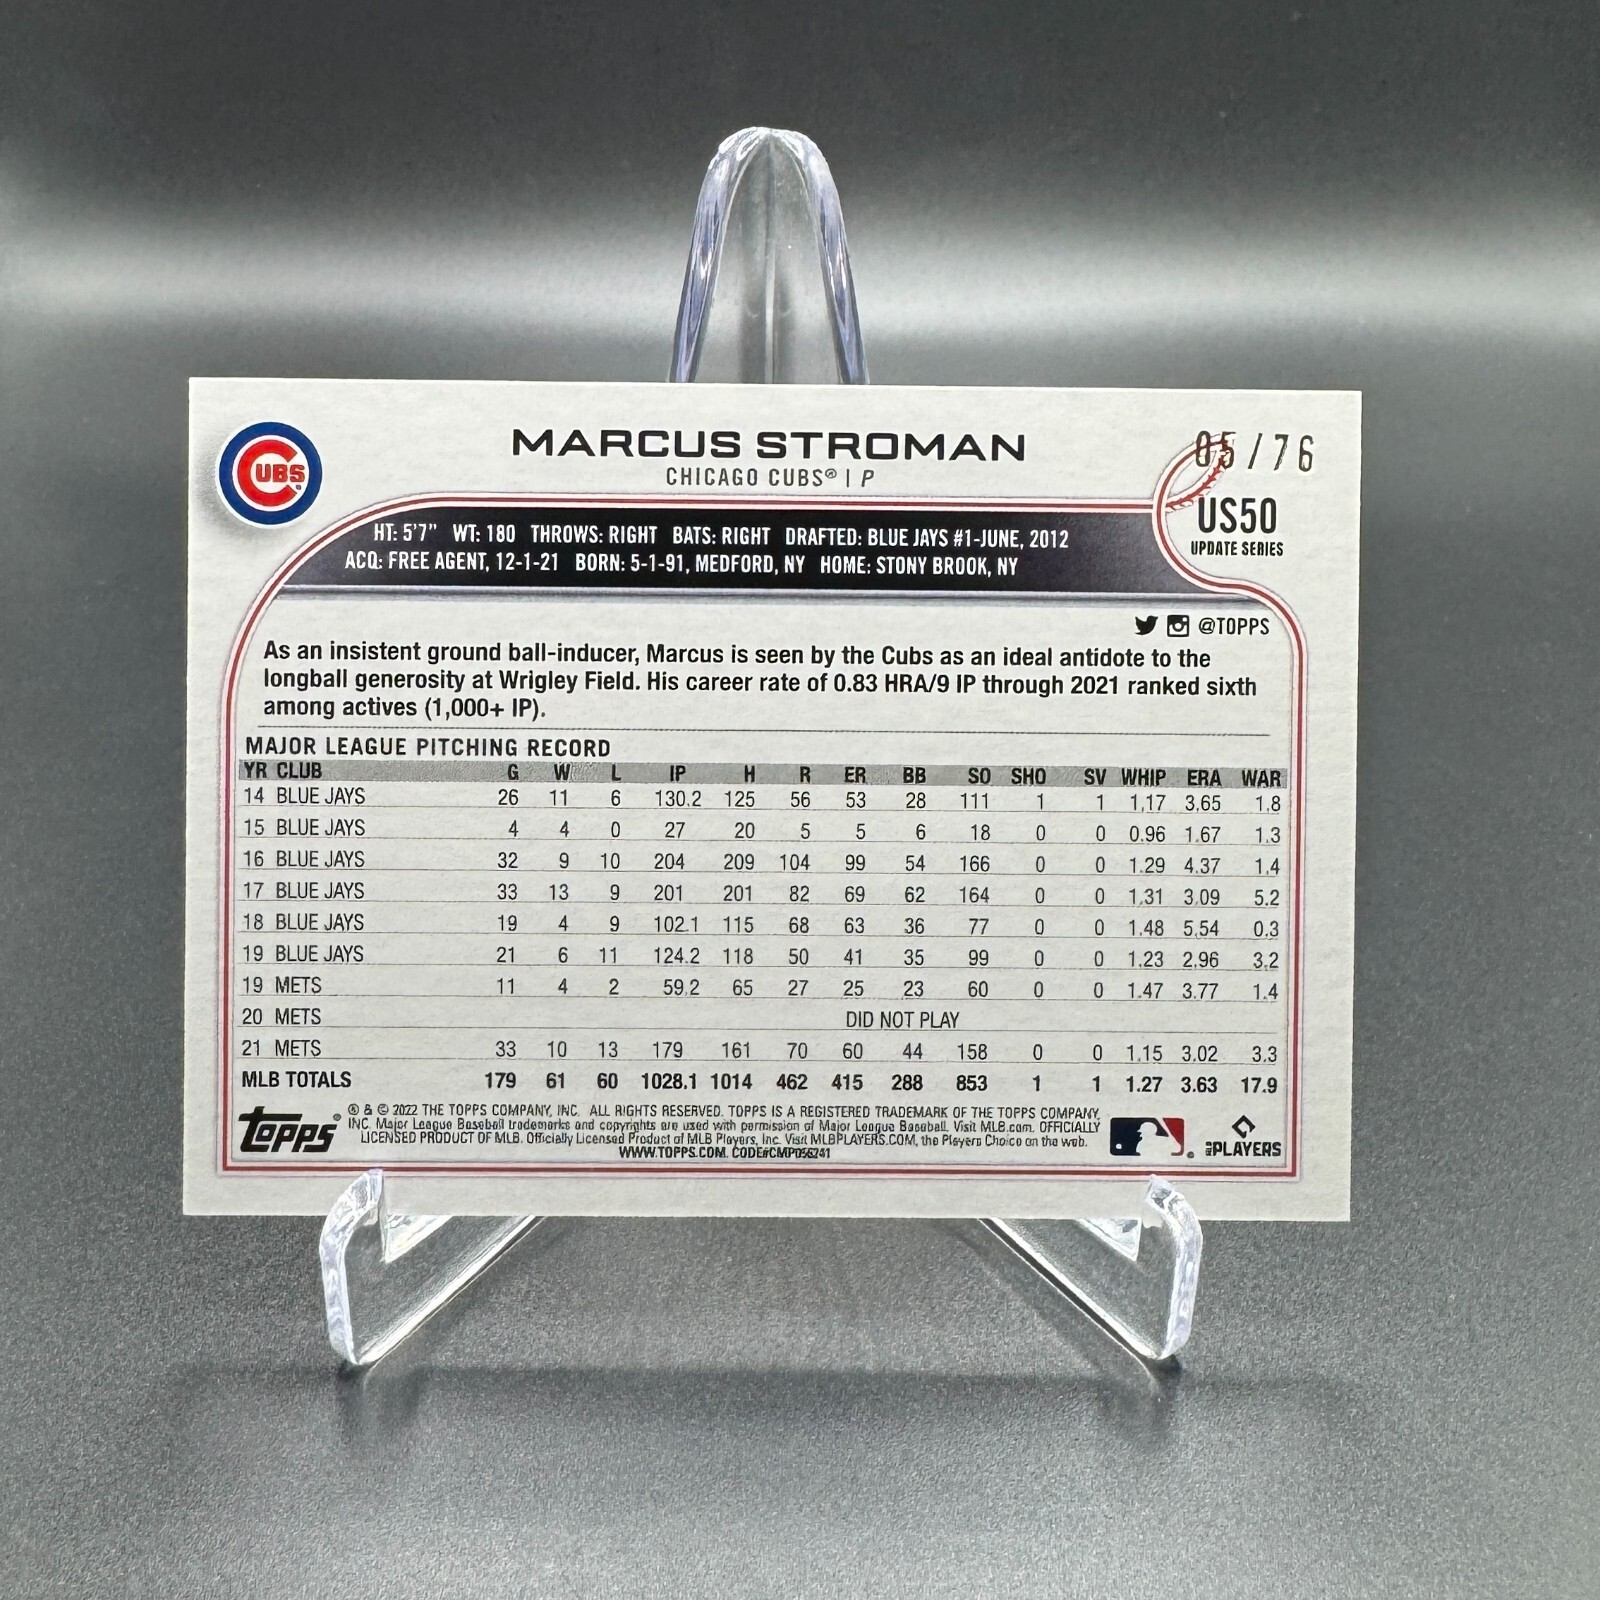 CUBS
MARCUS STROMAN
CHICAGO CUBS® | P
05/76
US50
UPDATE SERIES
HT: 5'7" WT: 180 THROWS: RIGHT BATS: RIGHT DRAFTED: BLUE JAYS #1-JUNE, 2012
ACQ: FREE AGENT, 12-1-21 BORN: 5-1-91, MEDFORD, NY HOME: STONY BROOK, NY
@TOPPS
As an insistent ground ball-inducer, Marcus is seen by the Cubs as an ideal antidote to the
longball generosity at Wrigley Field. His career rate of 0.83 HRA/9 IP through 2021 ranked sixth
among actives (1,000+ IP).
MAJOR LEAGUE PITCHING RECORD
YR CLUB G W L IP H R ER BB SO SHO SV WHIP ERA WAR
14 BLUE JAYS 26 11 6 130.2 125 56 53 28 111 1 1 1.17 3.65 1.8
15 BLUE JAYS 4 4 0 27 20 5 5 6 18 0 0 0.96 1.67 1.3
16 BLUE JAYS 32 9 10 204 209 104 99 54 166 0 0 1.29 4.37 1.4
17 BLUE JAYS 33 13 9 201 201 82 69 62 164 0 0 1.31 3.09 5.2
18 BLUE JAYS 19 4 9 102.1 115 68 63 36 77 0 0 1.48 5.54 0.3
19 BLUE JAYS 21 6 11 124.2 118 50 41 35 99 0 0 1.23 2.96 3.2
19 METS 11 4 2 59.2 65 27 25 23 60 0 0 1.47 3.77 1.4
20 METS DID NOT PLAY
21 METS 33 10 13 179 161 70 60 44 158 0 0 1.15 3.02 3.3
MLB TOTALS 179 61 60 1028.1 1014 462 415 288 853 1 1 1.27 3.63 17.9
TOPPS®
® & © 2022 THE TOPPS COMPANY, INC. ALL RIGHTS RESERVED. TOPPS IS A REGISTERED TRADEMARK OF THE TOPPS COMPANY,
INC. Major League Baseball trademarks and copyrights are used with permission of Major League Baseball. Visit MLB.com. OFFICIALLY
LICENSED PRODUCT OF MLB. Officially Licensed Product of MLB Players, Inc. Visit MLBPLAYERS.COM, the Players Choice on the web.
WWW.TOPPS.COM. CODE#CMP056241
MLB PLAYERS